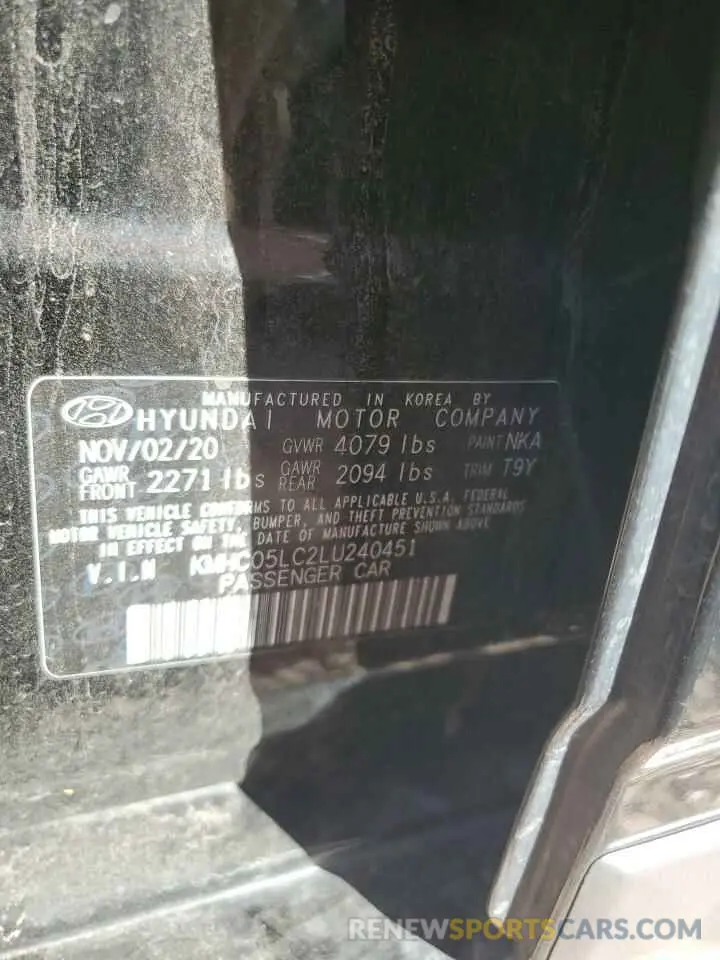 MANUFACTURED IN KOREA BY
HYUNDAI MOTOR COMPANY
NOV/02/20 GVWR 4079 lbs PAINT NKA
GAWR FRONT 2271 lbs GAWR REAR 2094 lbs TRIM T9Y
THIS VEHICLE CONFORMS TO ALL APPLICABLE U.S.A. FEDERAL
MOTOR VEHICLE SAFETY, BUMPER, AND THEFT PREVENTION STANDARDS
IN EFFECT ON THE DATE OF MANUFACTURE SHOWN ABOVE
V.I.N KMHC05LC2LU240451
PASSENGER CAR
RENEWSPORTSCARS.COM